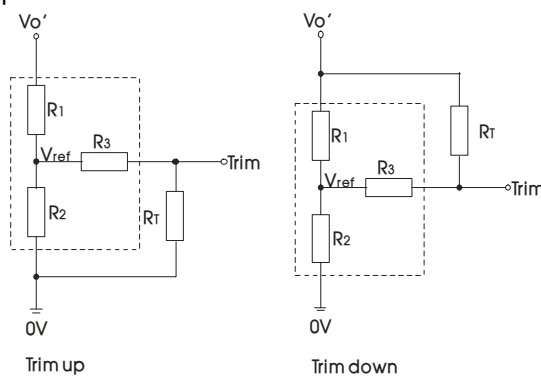 Vo'
R1
Vref
R3
Trim
R2
RT
0V
Trim up
Vo'
R1
RT
Vref
R3
Trim
R2
0V
Trim down